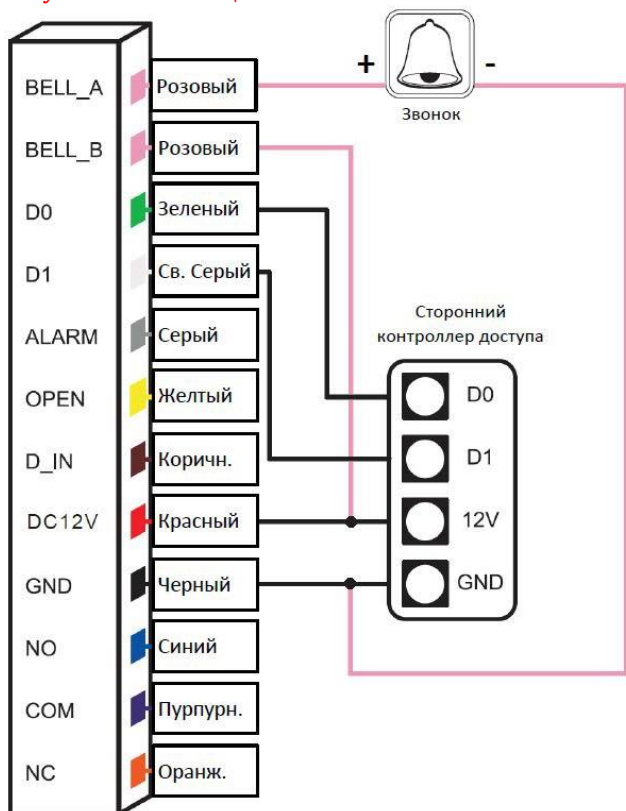 + -
Звонок
BELL_A Розовый
BELL_B Розовый
D0 Зеленый
D1 Св. Серый
ALARM Серый
OPEN Желтый
D_IN Коричн.
DC12V Красный
GND Черный
NO Синий
COM Пурпурн.
NC Оранж.
Сторонний
контроллер доступа
D0
D1
12V
GND